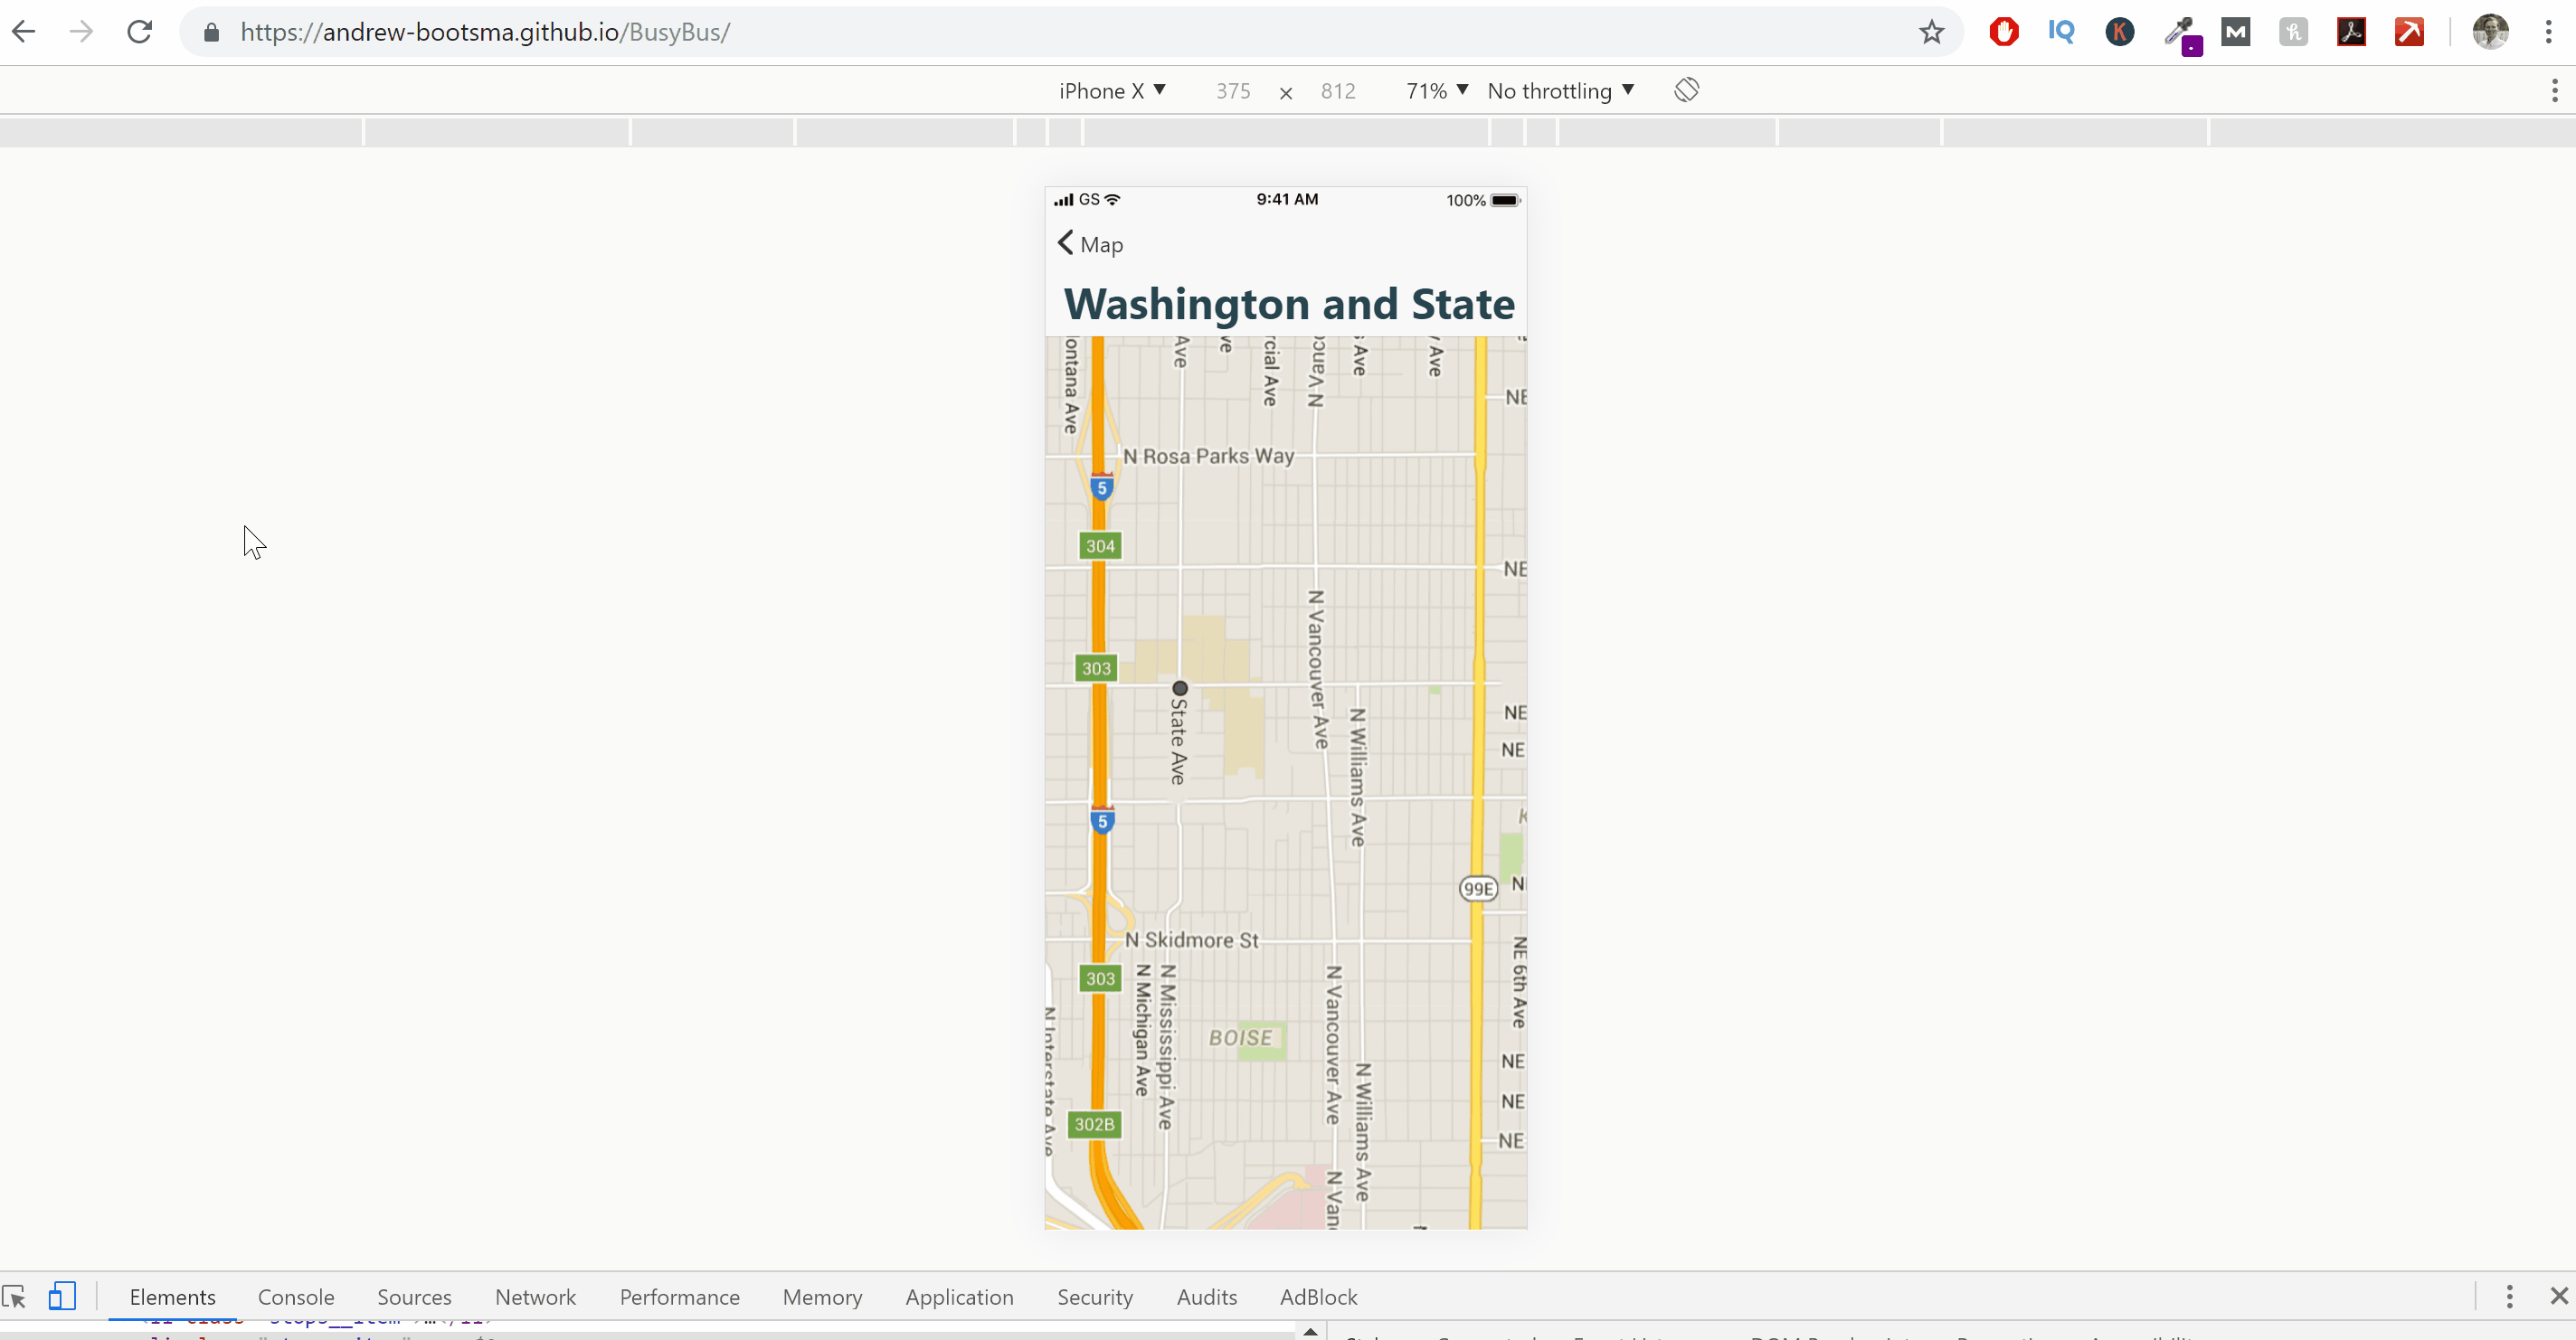 https://andrew-bootsma.github.io/BusyBus/
IQ
K
M
h
iPhone X ▼ 375 × 812 71% ▼ No throttling ▼
GS 9:41 AM 100%
Map
Washington and State
ontana Ave
Ave
ve
rcial Ave
N Vanc
s Ave
y Ave
NE
N Rosa Parks Way
5
304
NE
N Vancouver Ave
303
State Ave
N Williams Ave
NE
NE
5
K
99E
N Skidmore St
NE 6th Ave
303
N Michigan Ave
N Mississippi Ave
N Vancouver Ave
N Interstate Ave
BOISE
NE
N Williams Ave
NE
302B
NE
N Vanc
Elements Console Sources Network Performance Memory Application Security Audits AdBlock